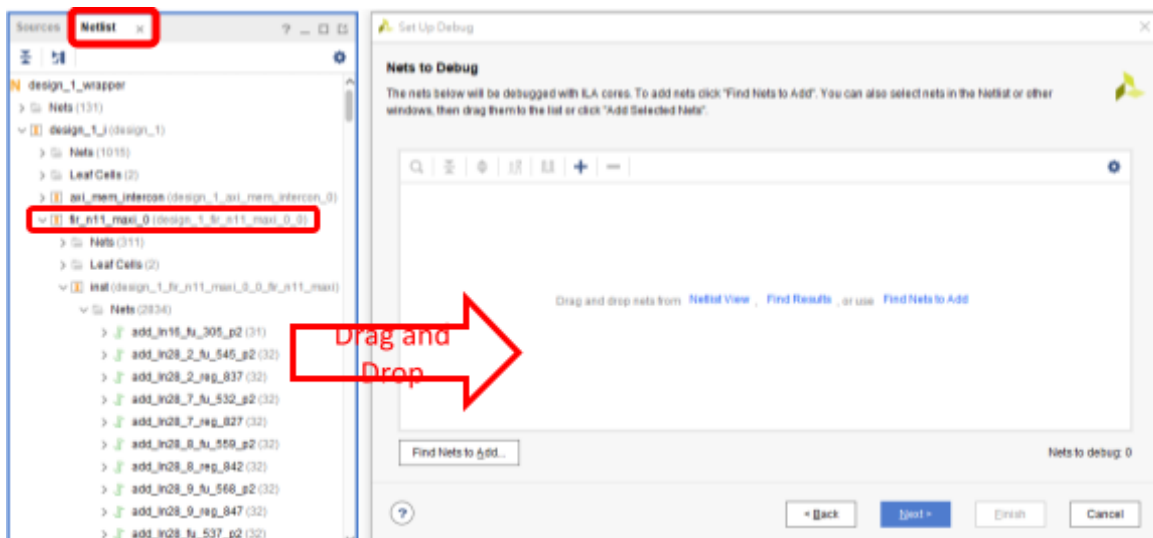 Sources Netlist
design_1_wrapper
Nets (131)
design_1_i (design_1)
Nets (1015)
Leaf Cells (2)
axi_mem_intercon (design_1_axi_mem_intercon_0)
fir_n11_maxi_0 (design_1_fir_n11_maxi_0_0)
Nets (311)
Leaf Cells (2)
inst (design_1_fir_n11_maxi_0_0_fir_n11_maxi)
Nets (2834)
add_ln16_fu_305_p2 (31)
add_ln28_2_fu_545_p2 (32)
add_ln28_2_reg_837 (32)
add_ln28_7_fu_532_p2 (32)
add_ln28_7_reg_827 (32)
add_ln28_8_fu_559_p2 (32)
add_ln28_8_reg_842 (32)
add_ln28_9_fu_568_p2 (32)
add_ln28_9_reg_847 (32)
add_ln28_fu_537_p2 (32)
Drag and
Drop
Set Up Debug
Nets to Debug
The nets below will be debugged with ILA cores. To add nets click "Find Nets to Add". You can also select nets in the Netlist or other
windows, then drag them to the list or click "Add Selected Nets".
Drag and drop nets from Netlist View , Find Results , or use Find Nets to Add
Find Nets to Add...
Nets to debug: 0
? < Back Next > Finish Cancel